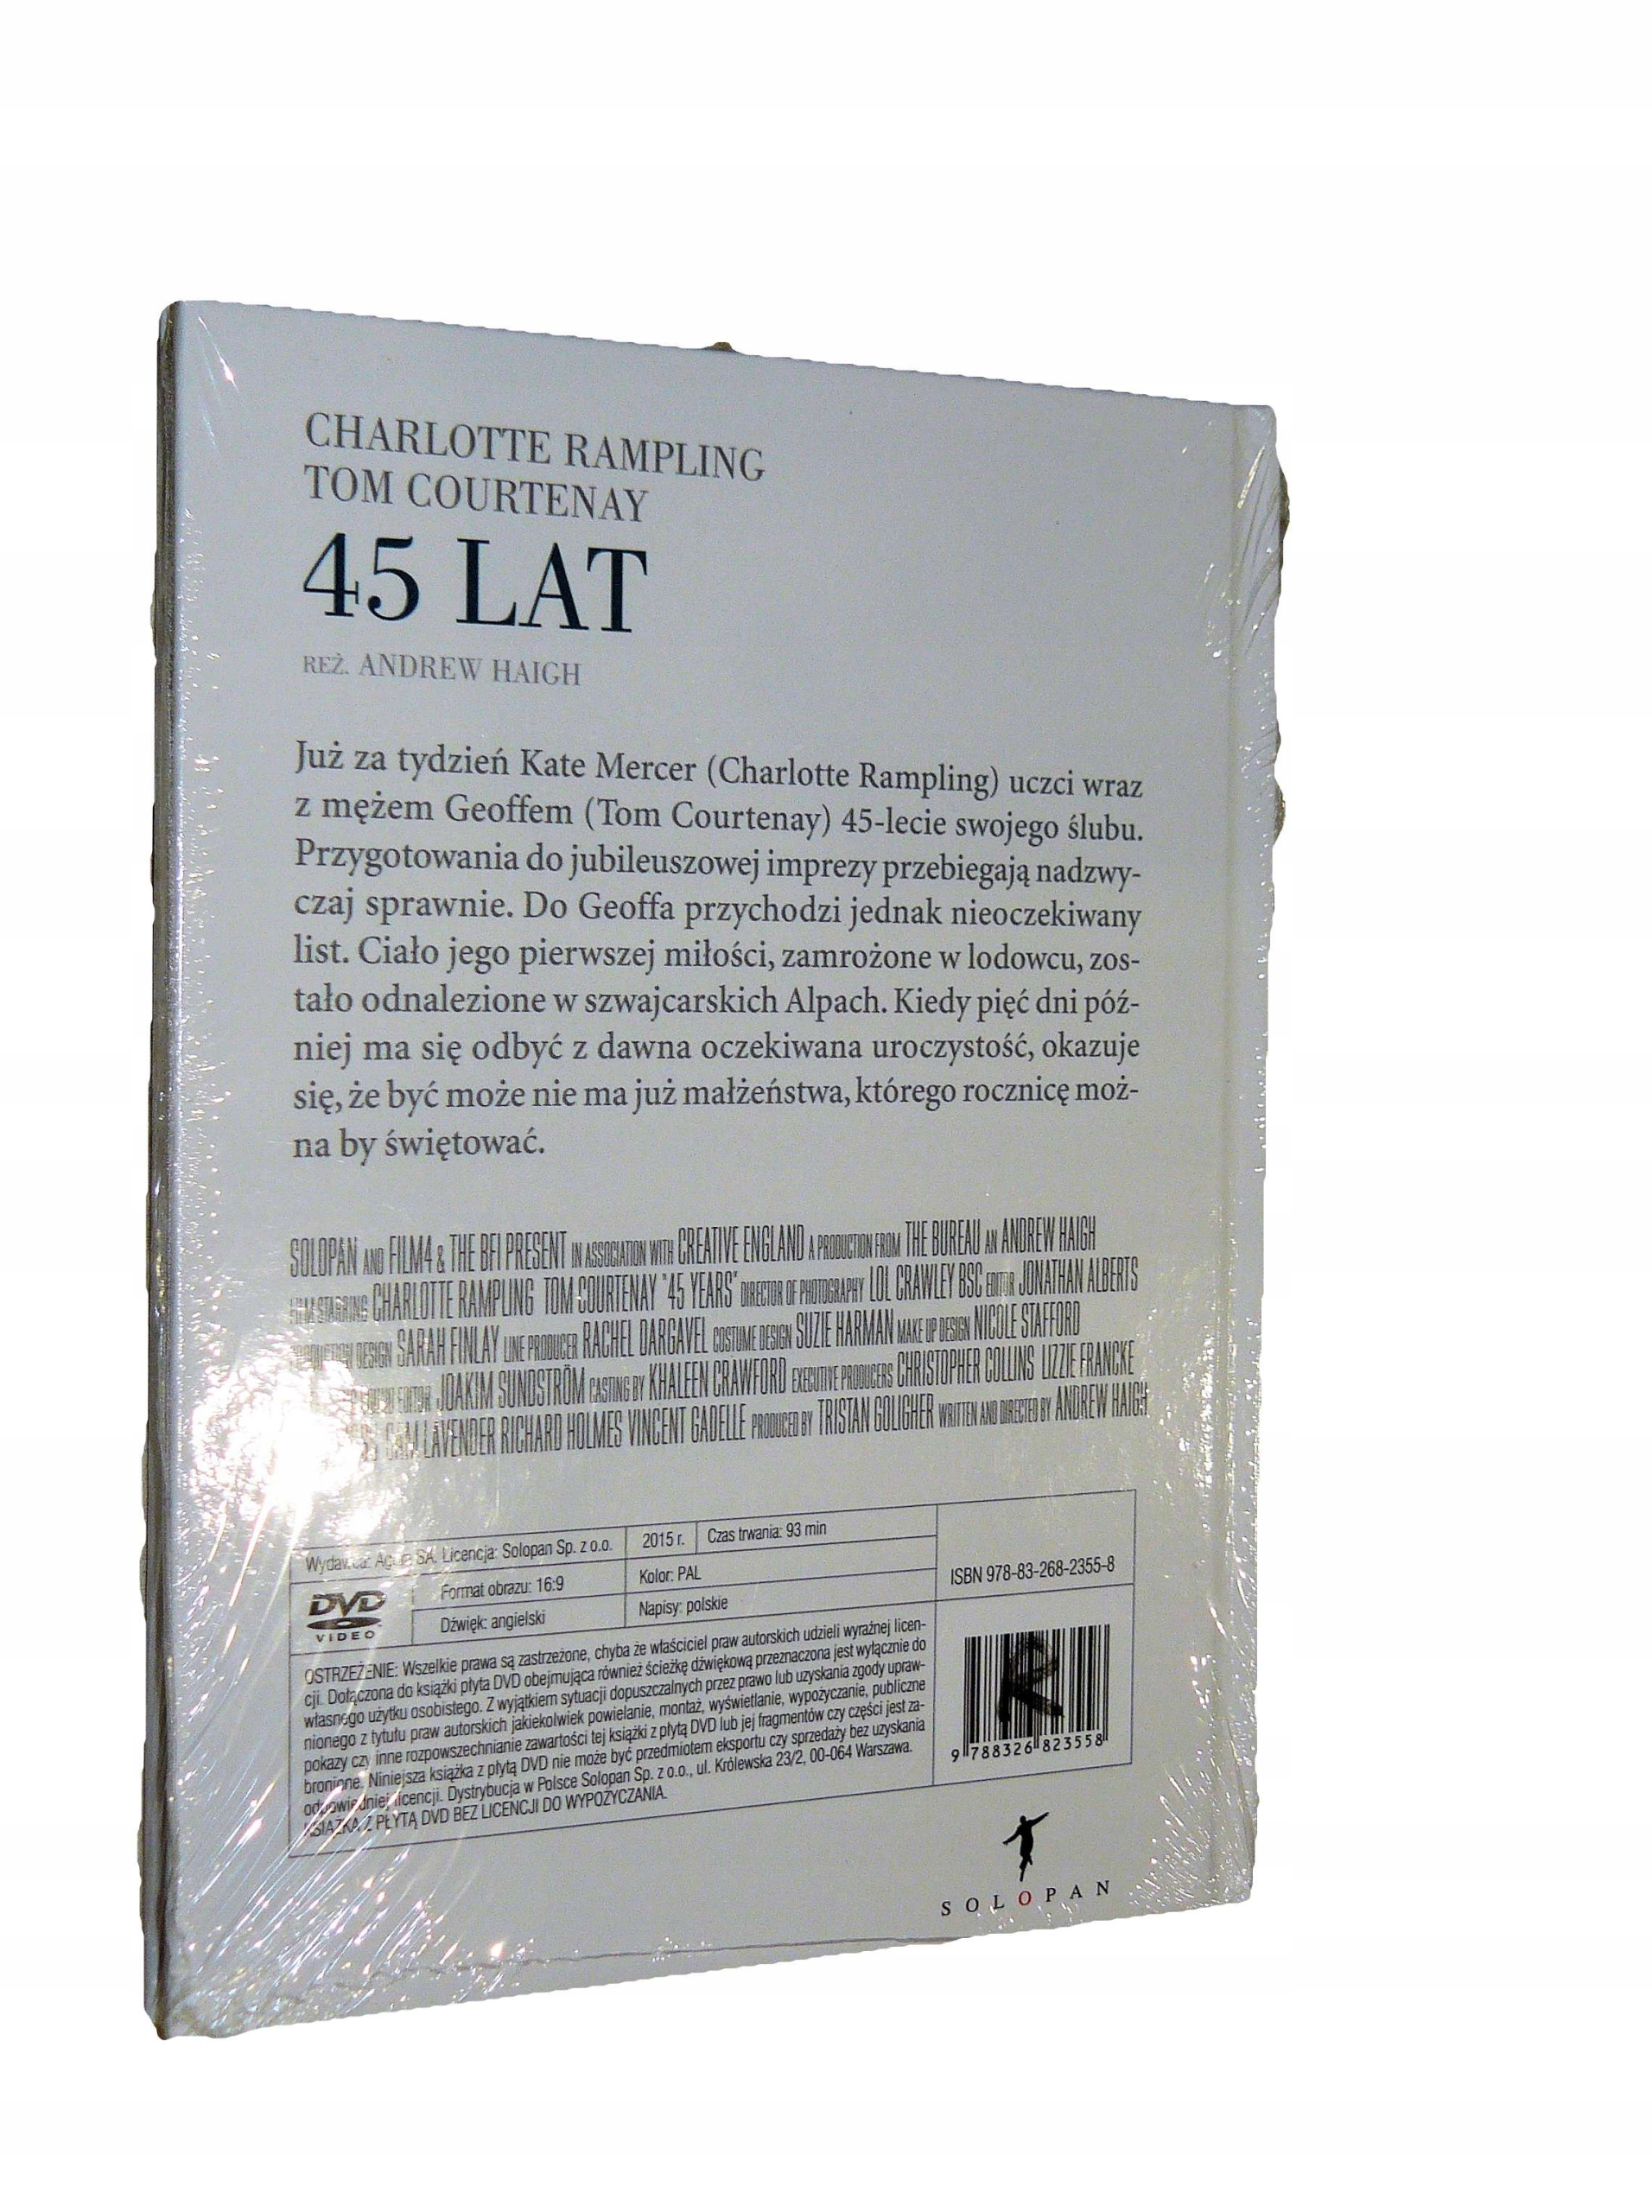 CHARLOTTE RAMPLING
TOM COURTENAY
45 LAT
REŻ. ANDREW HAIGH
Już za tydzień Kate Mercer (Charlotte Rampling) uczci wraz
z mężem Geoffem (Tom Courtenay) 45-lecie swojego ślubu.
Przygotowania do jubileuszowej imprezy przebiegają nadzwy-
czaj sprawnie. Do Geoffa przychodzi jednak nieoczekiwany
list. Ciało jego pierwszej miłości, zamrożone w lodowcu, zos-
tało odnalezione w szwajcarskich Alpach. Kiedy pięć dni póź-
niej ma się odbyć z dawna oczekiwana uroczystość, okazuje
się, że być może nie ma już małżeństwa, którego rocznicę moż-
na by świętować.
SOLOPAN AND FILM4 & THE BFI PRESENT IN ASSOCIATION WITH CREATIVE ENGLAND A PRODUCTION FROM THE BUREAU AN ANDREW HAIGH
FILM STARRING CHARLOTTE RAMPLING TOM COURTENAY "45 YEARS" DIRECTOR OF PHOTOGRAPHY LOL CRAWLEY BSC EDITOR JONATHAN ALBERTS
PRODUCTION DESIGN SARAH FINLAY LINE PRODUCER RACHEL DARGAVEL COSTUME DESIGN SUZIE HARMAN MAKE UP DESIGN NICOLE STAFFORD
EDITOR JOAKIM SUNDSTRÖM CASTING BY KHALEEN CRAWFORD EXECUTIVE PRODUCERS CHRISTOPHER COLLINS LIZZIE FRANCKE
SAM LAVENDER RICHARD HOLMES VINCENT GADELLE PRODUCED BY TRISTAN GOLIGHER WRITTEN AND DIRECTED BY ANDREW HAIGH
Wydawca: Agora SA, Licencja: Solopan Sp. z o.o. 2015 r. Czas trwania: 93 min
Format obrazu: 16:9 Kolor: PAL
Dźwięk: angielski Napisy: polskie
DVD
VIDEO
ISBN 978-83-268-2355-8
OSTRZEŻENIE: Wszelkie prawa są zastrzeżone, chyba że właściciel praw autorskich udzieli wyraźnej licen-
cji. Dołączona do książki płyta DVD obejmująca również ścieżkę dźwiękową przeznaczona jest wyłącznie do
własnego użytku osobistego. Z wyjątkiem sytuacji dopuszczalnych przez prawo lub uzyskania zgody upraw-
nionego z tytułu praw autorskich jakiekolwiek powielanie, montaż, wyświetlanie, wypożyczanie, publiczne
pokazy czy inne rozpowszechnianie zawartości tej książki z płytą DVD lub jej fragmentów czy części jest za-
bronione. Niniejsza książka z płytą DVD nie może być przedmiotem eksportu czy sprzedaży bez uzyskania
odpowiedniej licencji. Dystrybucja w Polsce Solopan Sp. z o.o., ul. Królewska 23/2, 00-064 Warszawa.
KSIĄŻKA Z PŁYTĄ DVD BEZ LICENCJI DO WYPOŻYCZANIA.
R
9 788326 823558
SOLOPAN